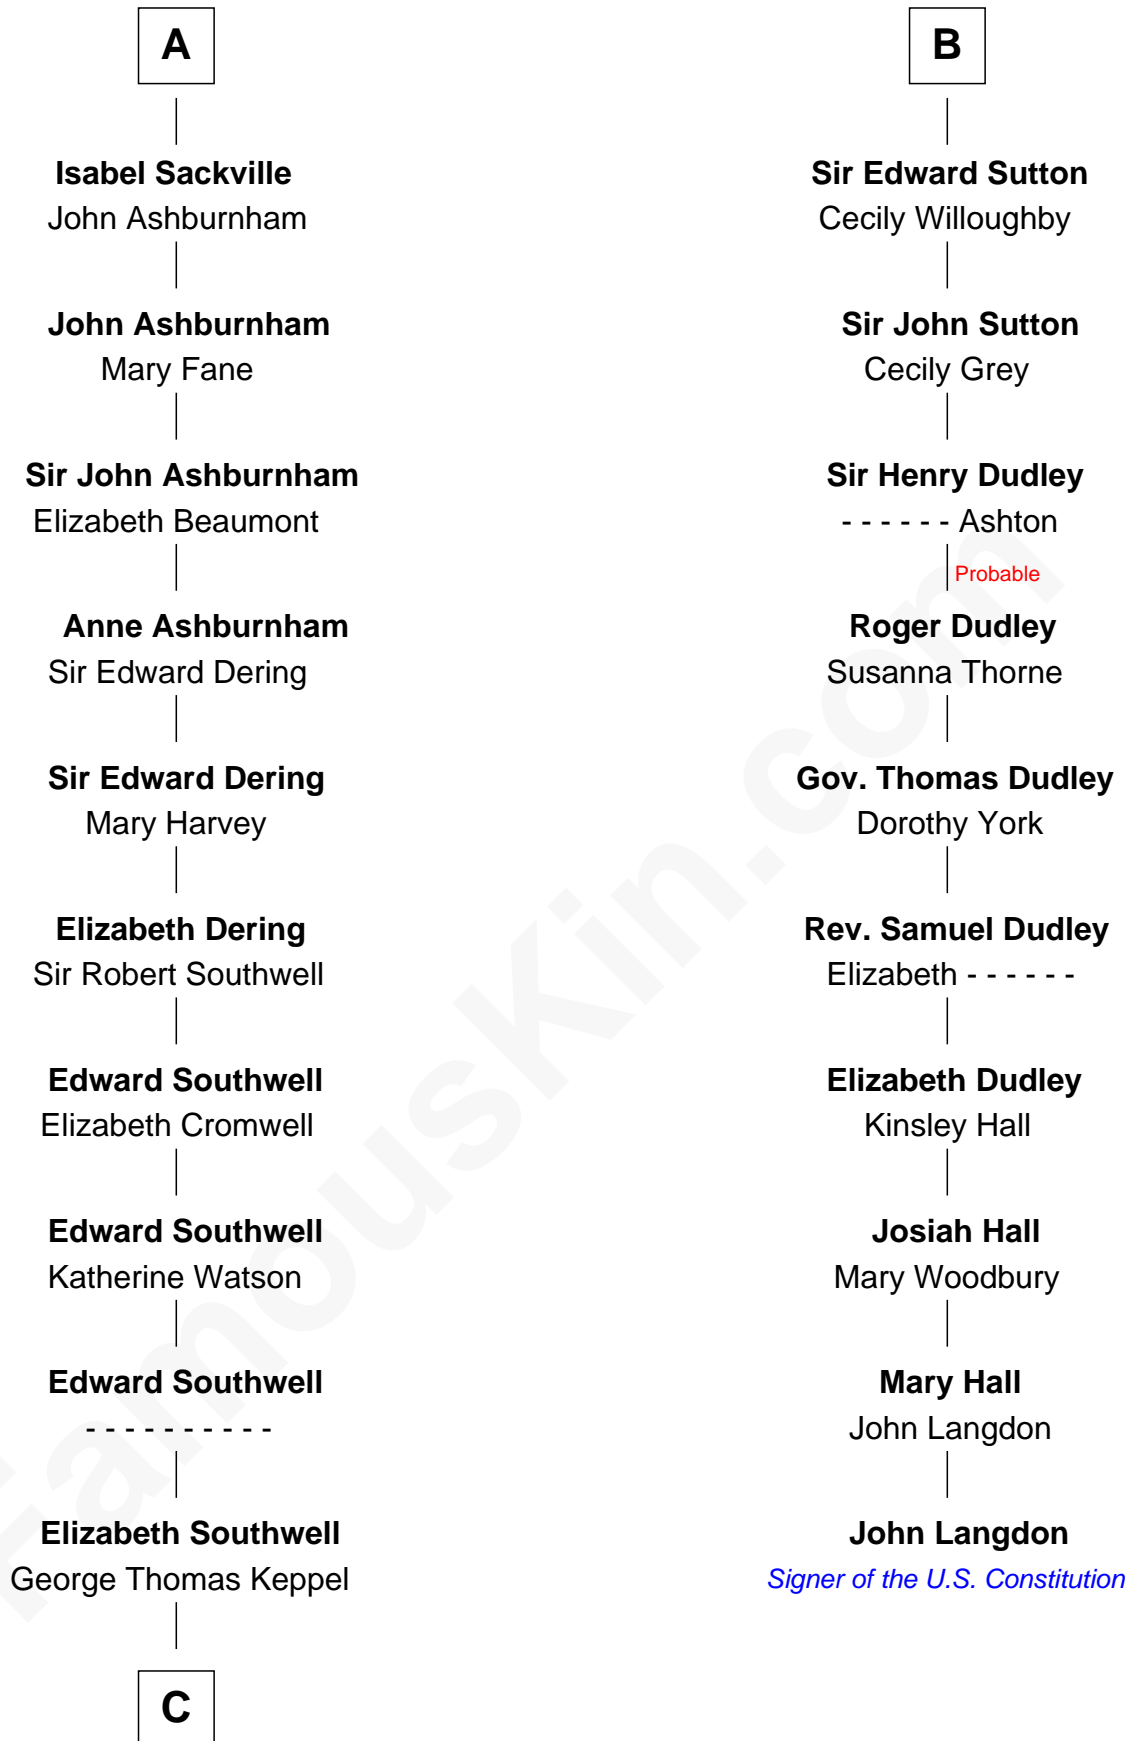 A
Isabel Sackville
John Ashburnham
John Ashburnham
Mary Fane
Sir John Ashburnham
Elizabeth Beaumont
Anne Ashburnham
Sir Edward Dering
Sir Edward Dering
Mary Harvey
Elizabeth Dering
Sir Robert Southwell
Edward Southwell
Elizabeth Cromwell
Edward Southwell
Katherine Watson
Edward Southwell
- - - - - - - - - -
Elizabeth Southwell
George Thomas Keppel
C
B
Sir Edward Sutton
Cecily Willoughby
Sir John Sutton
Cecily Grey
Sir Henry Dudley
- - - - - - Ashton
Probable
Roger Dudley
Susanna Thorne
Gov. Thomas Dudley
Dorothy York
Rev. Samuel Dudley
Elizabeth - - - - - -
Elizabeth Dudley
Kinsley Hall
Josiah Hall
Mary Woodbury
Mary Hall
John Langdon
John Langdon
Signer of the U.S. Constitution
FamousKin.com